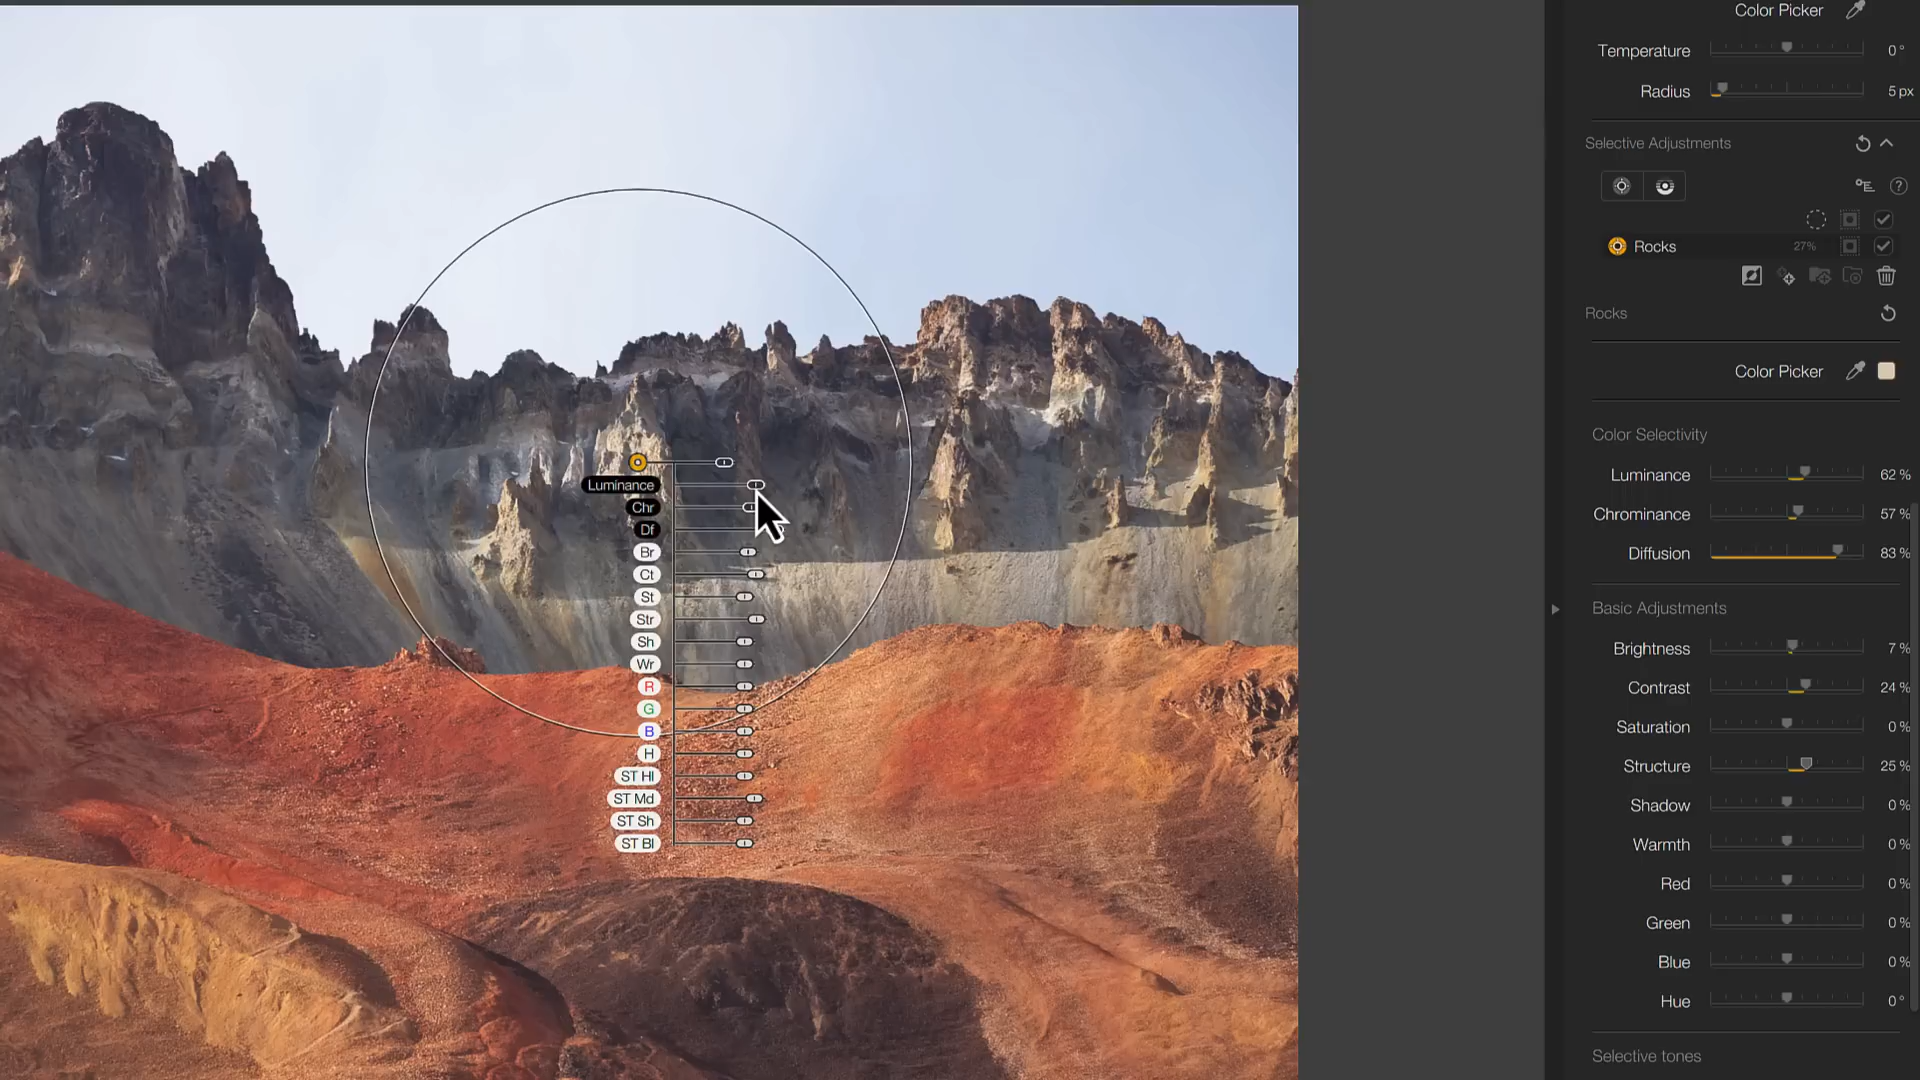 Color Picker
Temperature 0°
Radius 5 px
Selective Adjustments
?
Rocks 27%
Rocks
Color Picker
Color Selectivity
Luminance 62 %
Chrominance 57 %
Diffusion 83 %
Basic Adjustments
Brightness 7 %
Contrast 24 %
Saturation 0 %
Structure 25 %
Shadow 0 %
Warmth 0 %
Red 0 %
Green 0 %
Blue 0 %
Hue 0°
Selective tones
Luminance
Chr
Df
Br
Ct
St
Str
Sh
Wr
R
G
B
H
ST Hl
ST Md
ST Sh
ST Bl